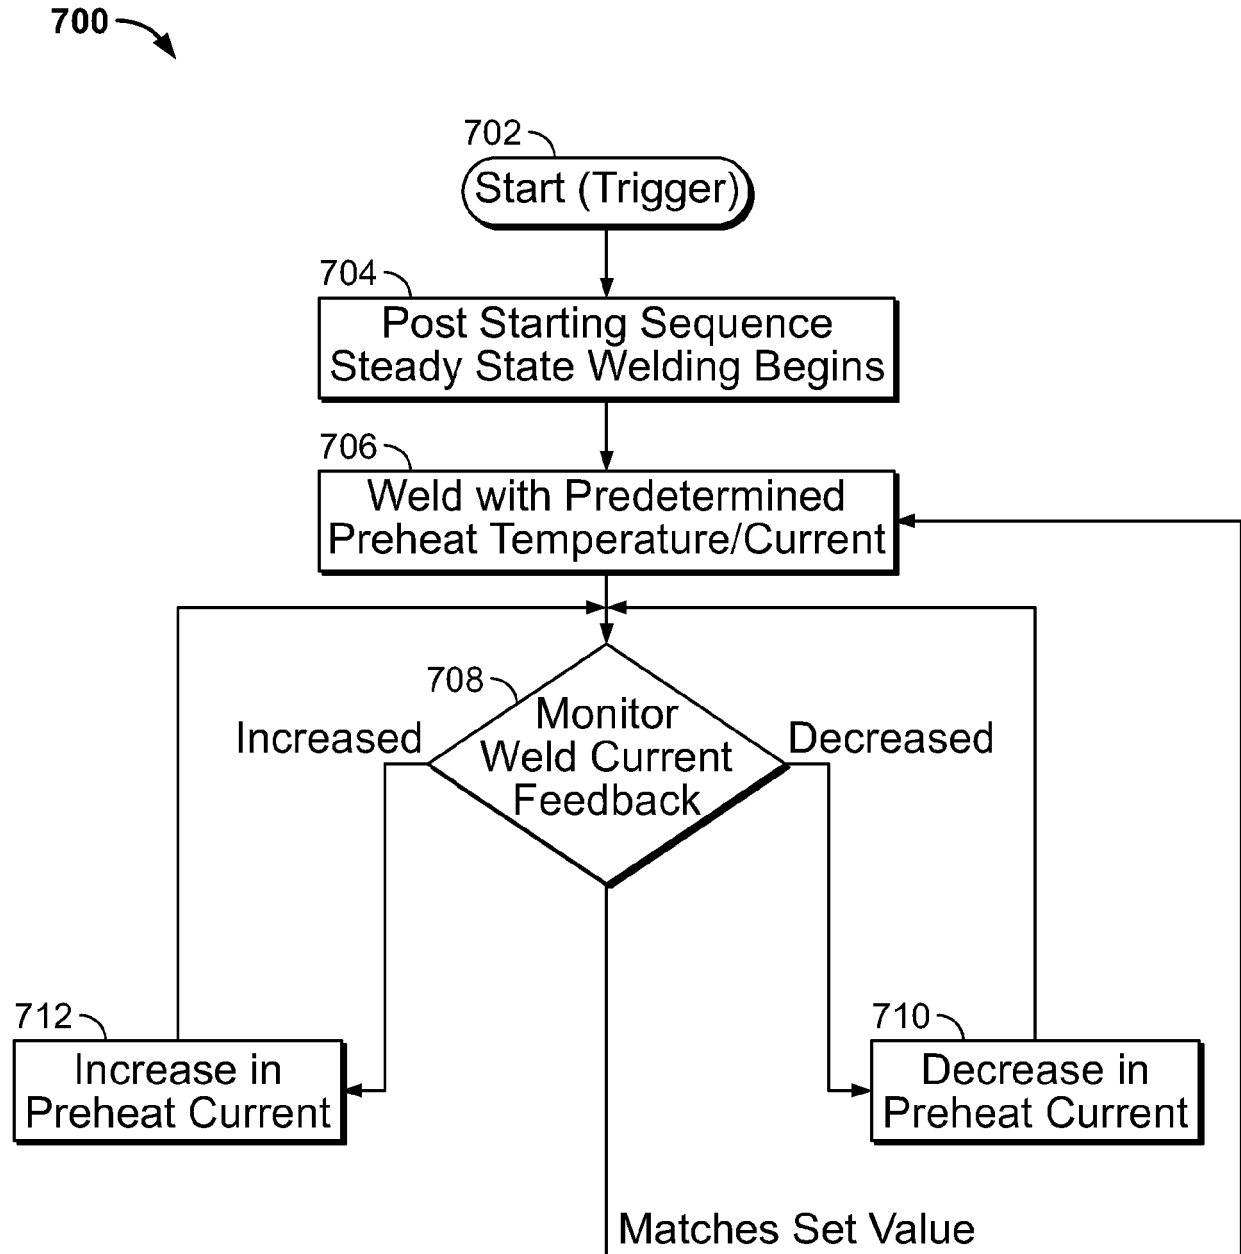 700
702
Start (Trigger)
704
Post Starting Sequence
Steady State Welding Begins
706
Weld with Predetermined
Preheat Temperature/Current
708
Monitor
Weld Current
Feedback
Increased
Decreased
712
Increase in
Preheat Current
710
Decrease in
Preheat Current
Matches Set Value